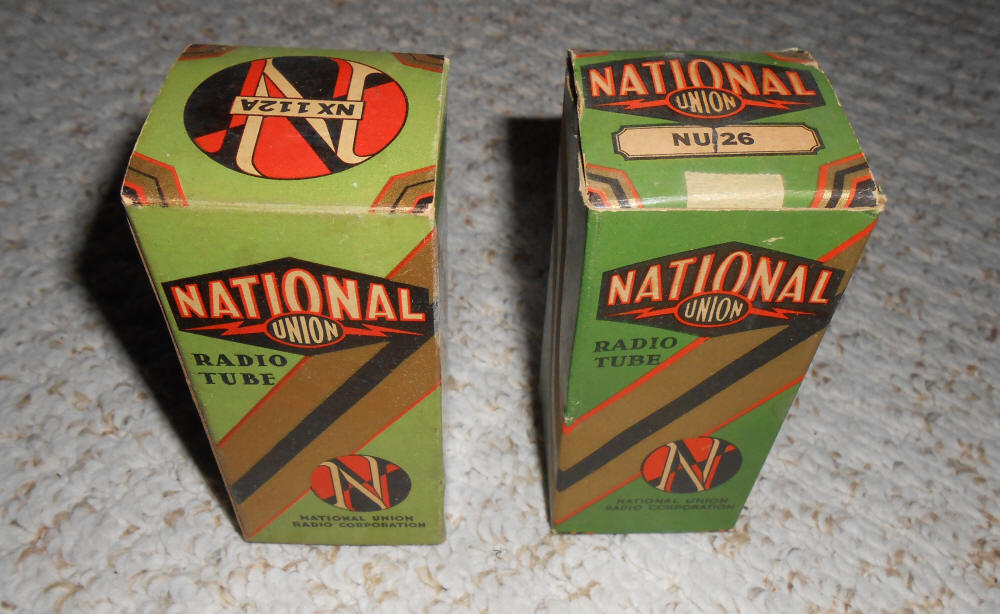 N
NX 112A
NATIONAL
UNION
RADIO
TUBE
N
NATIONAL UNION
RADIO CORPORATION
NATIONAL
UNION
NU 26
NATIONAL
UNION
RADIO
TUBE
N
NATIONAL UNION
RADIO CORPORATION